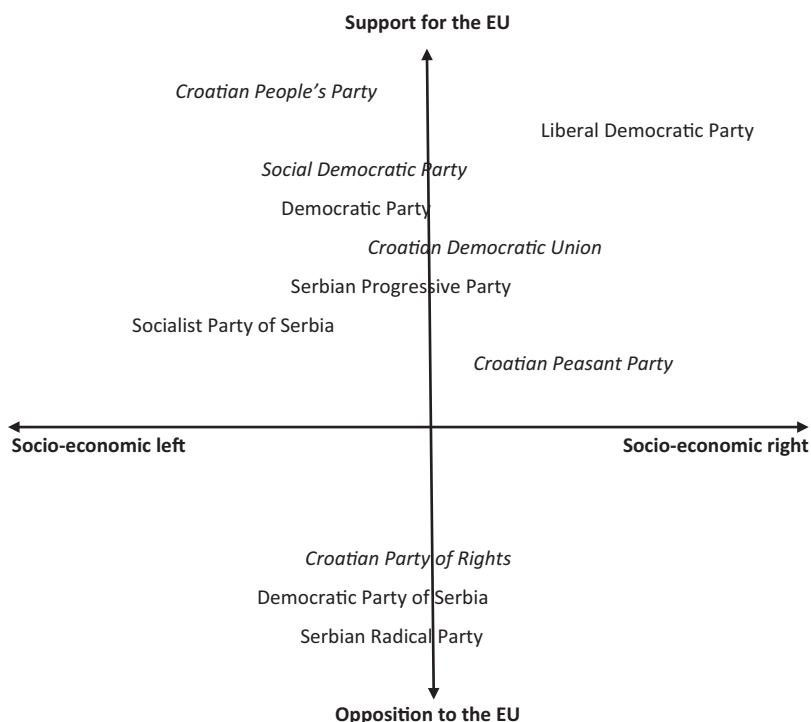 Support for the EU
Croatian People’s Party
Liberal Democratic Party
Social Democratic Party
Democratic Party
Croatian Democratic Union
Serbian Progressive Party
Socialist Party of Serbia
Croatian Peasant Party
Socio-economic left
Socio-economic right
Croatian Party of Rights
Democratic Party of Serbia
Serbian Radical Party
Opposition to the EU